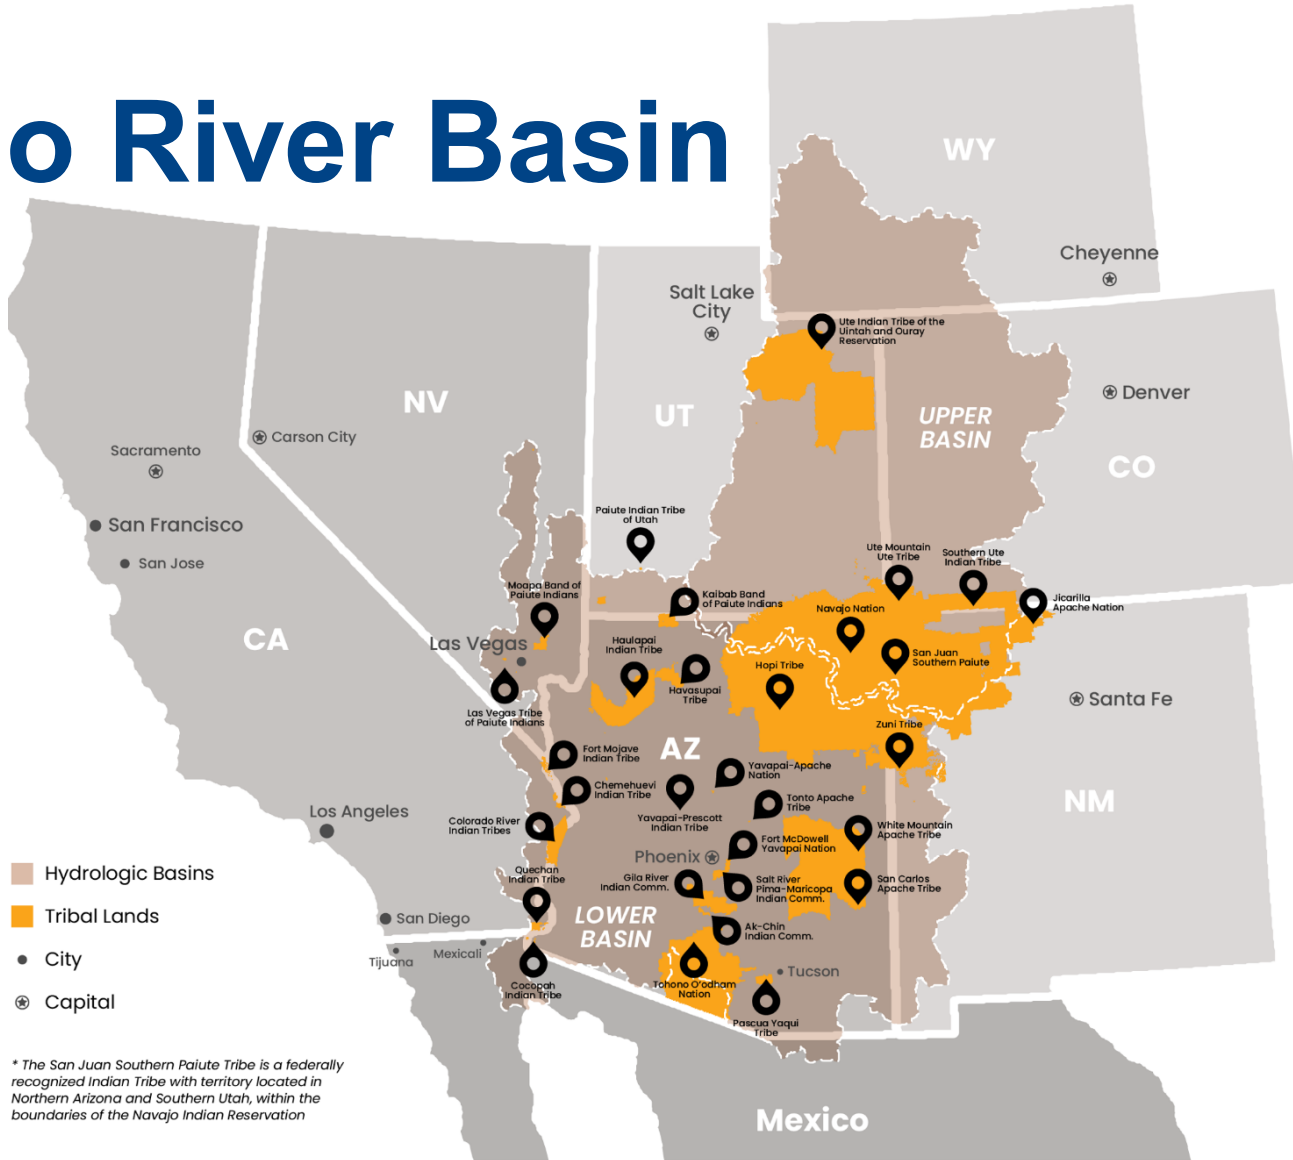 o River Basin
WY
Cheyenne
Salt Lake
City
Ute Indian Tribe of the
Uintah and Ouray
Reservation
NV
UT
UPPER
BASIN
Denver
CO
Carson City
Sacramento
San Francisco
San Jose
Paiute Indian Tribe
of Utah
Ute Mountain
Ute Tribe
Southern Ute
Indian Tribe
Moapa Band of
Paiute Indians
Kaibab Band
of Paiute Indians
Jicarilla
Apache Nation
Navajo Nation
CA
Las Vegas
Haulapai
Indian Tribe
San Juan
Southern Paiute
Hopi Tribe
Havasupai
Tribe
Santa Fe
Las Vegas Tribe
of Paiute Indians
Zuni Tribe
AZ
Fort Mojave
Indian Tribe
Yavapai-Apache
Nation
Chemehuevi
Indian Tribe
Tonto Apache
Tribe
NM
Los Angeles
Colorado River
Indian Tribes
Yavapai-Prescott
Indian Tribe
White Mountain
Apache Tribe
Fort McDowell
Yavapai Nation
Phoenix
Hydrologic Basins
Quechan
Indian Tribe
Gila River
Indian Comm.
Salt River
Pima-Maricopa
Indian Comm.
San Carlos
Apache Tribe
Tribal Lands
San Diego
LOWER
BASIN
Ak-Chin
Indian Comm.
City
Tijuana
Mexicali
Tucson
Cocopah
Indian Tribe
Tohono O'odham
Nation
Capital
Pascua Yaqui
Tribe
* The San Juan Southern Paiute Tribe is a federally
recognized Indian Tribe with territory located in
Northern Arizona and Southern Utah, within the
boundaries of the Navajo Indian Reservation
Mexico